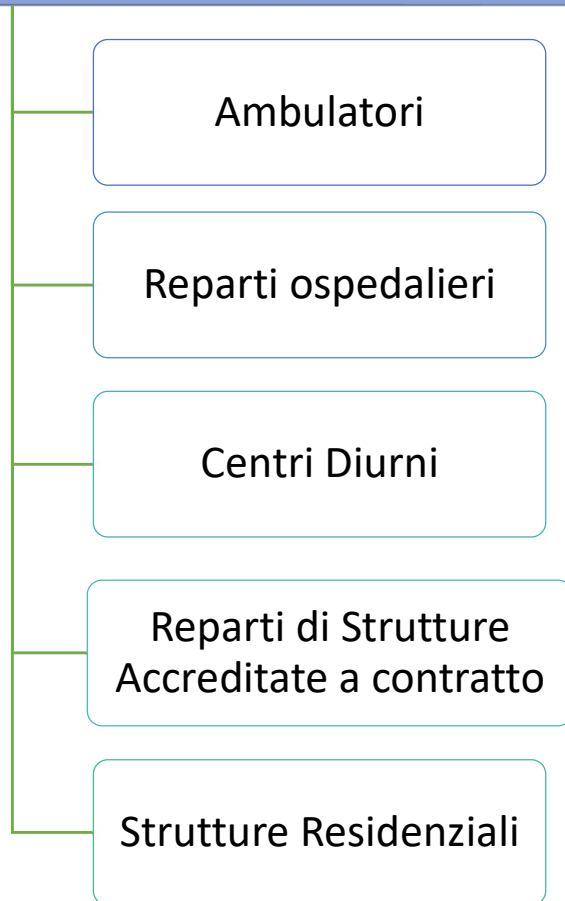 Ambulatori
Reparti ospedalieri
Centri Diurni
Reparti di Strutture
Accreditate a contratto
Strutture Residenziali